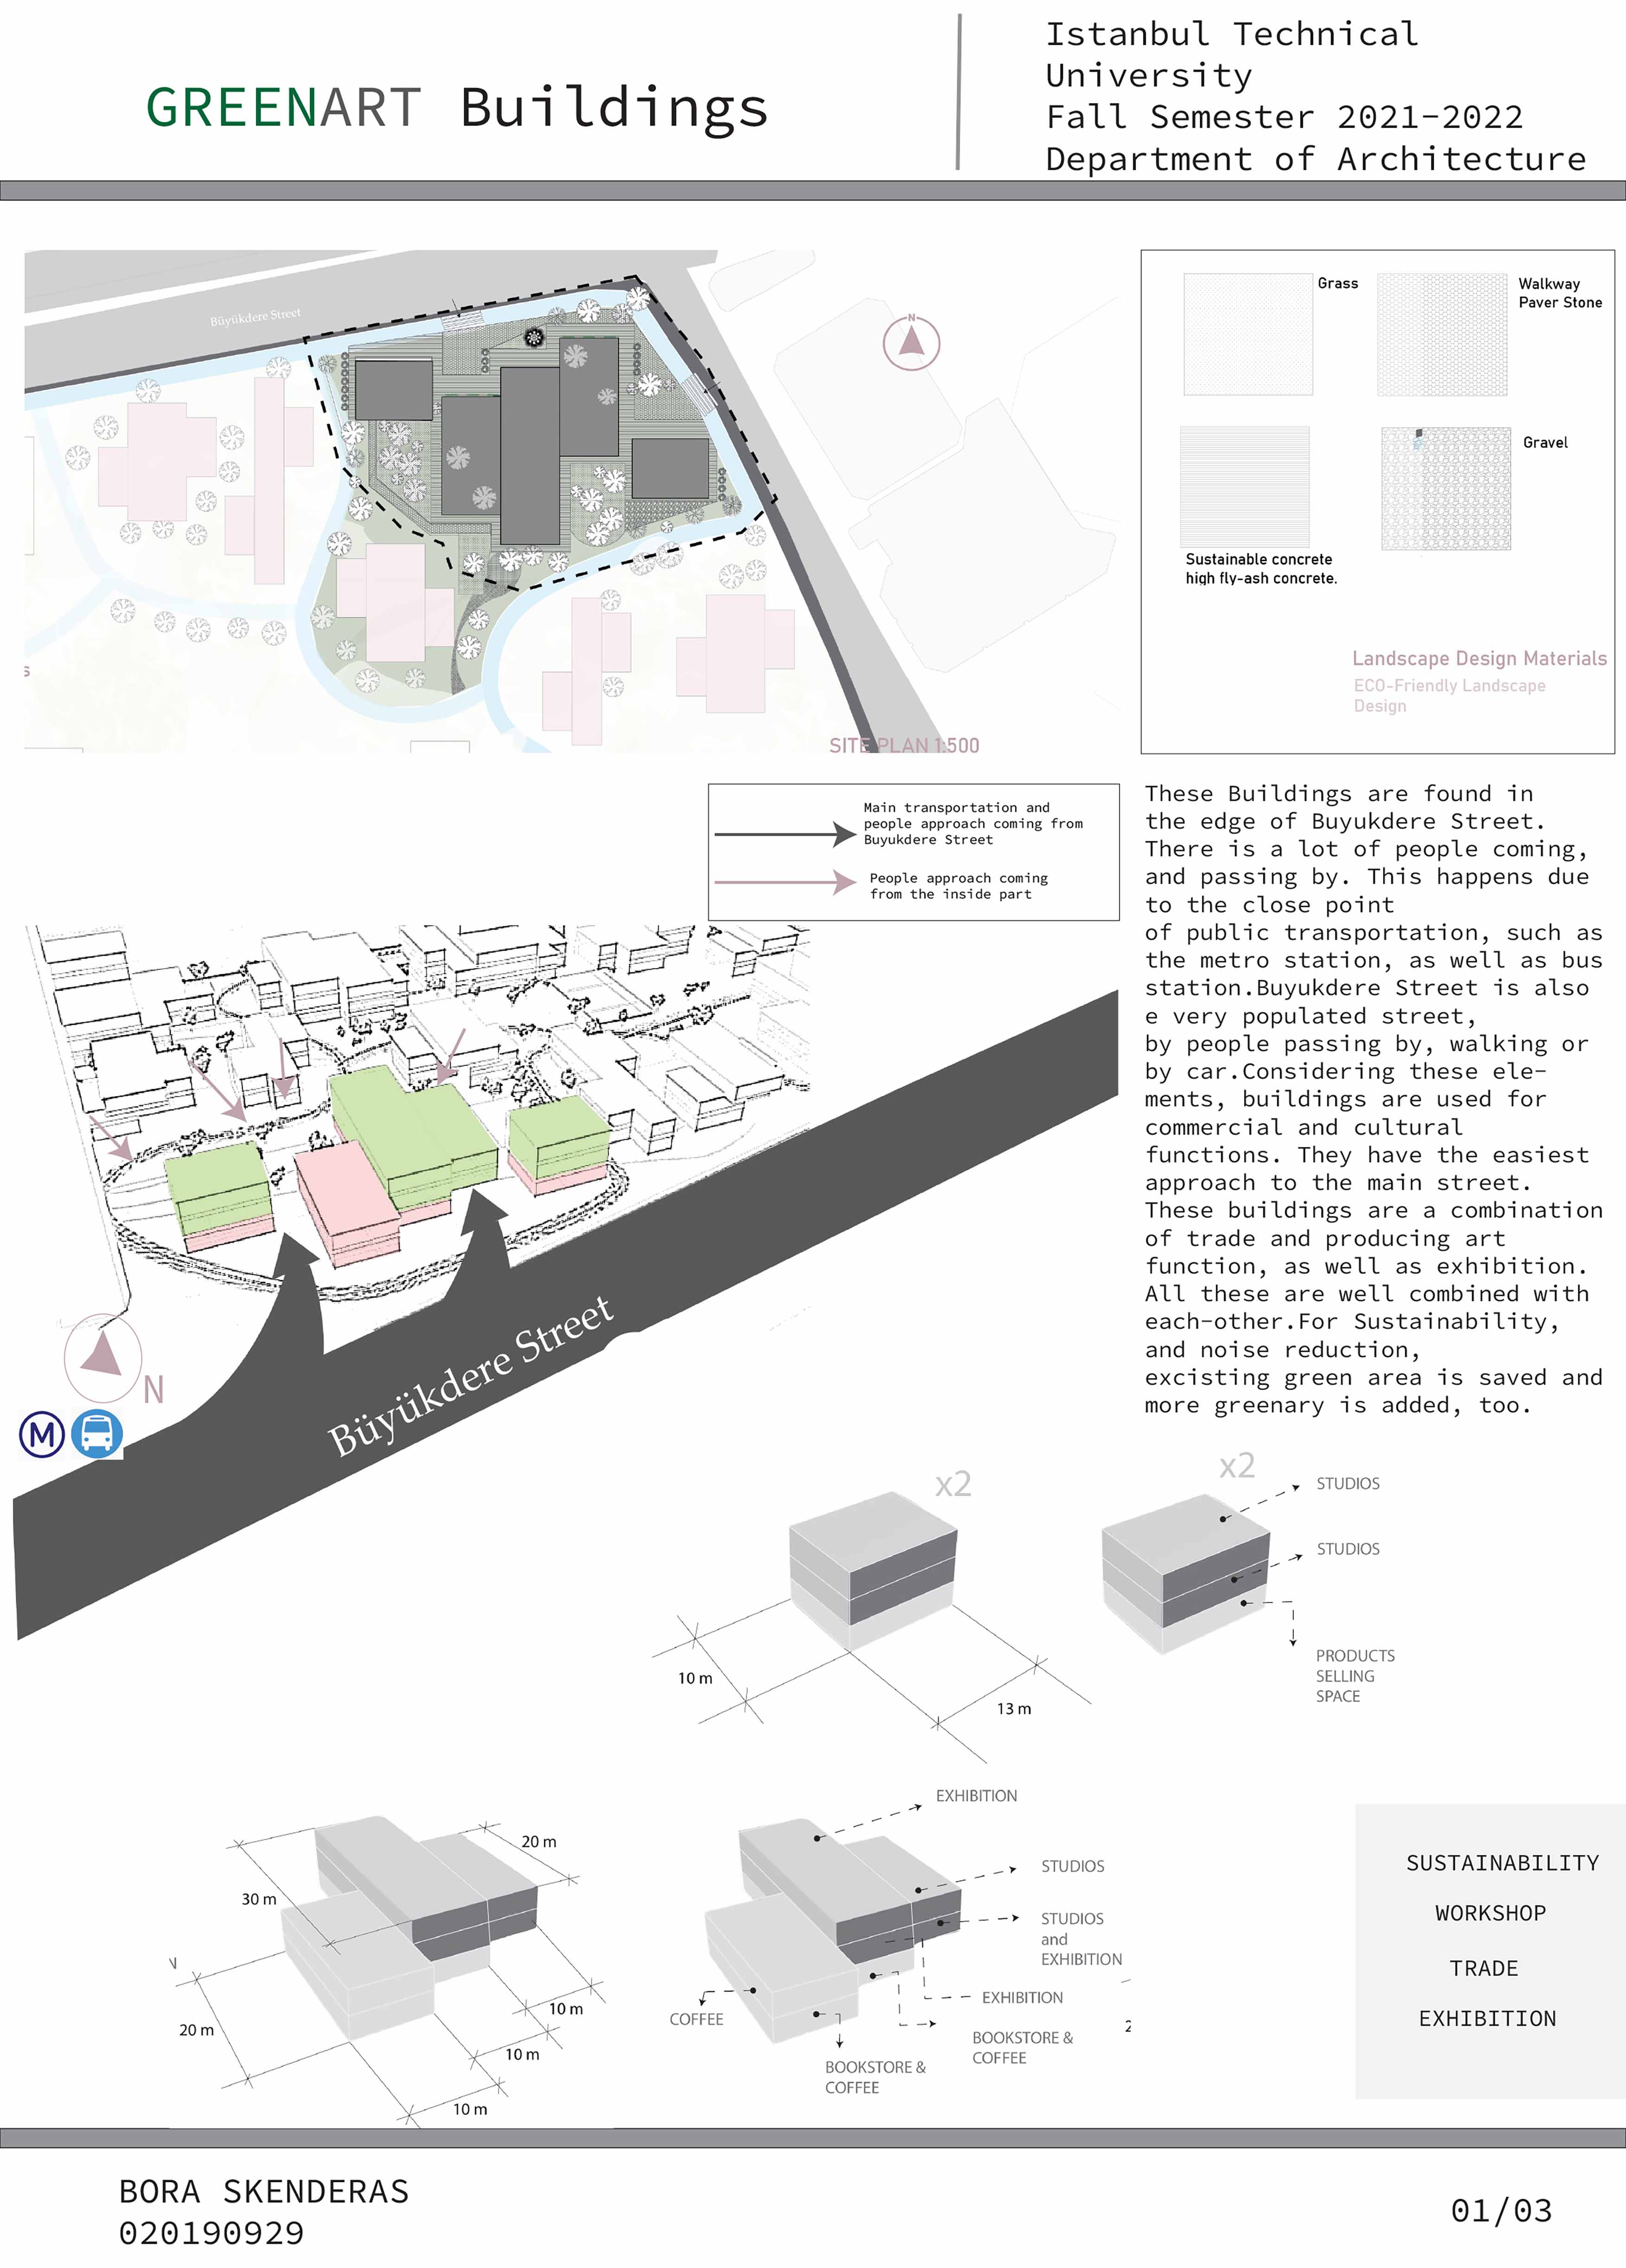 GREENART Buildings
Istanbul Technical
University
Fall Semester 2021-2022
Department of Architecture
Büyükdere Street
N
s
SITE PLAN 1:500
Grass
Walkway
Paver Stone
Sustainable concrete
high fly-ash concrete.
Gravel
Landscape Design Materials
ECO-Friendly Landscape
Design
Main transportation and
people approach coming from
Buyukdere Street
People approach coming
from the inside part
These Buildings are found in
the edge of Buyukdere Street.
There is a lot of people coming,
and passing by. This happens due
to the close point
of public transportation, such as
the metro station, as well as bus
station.Buyukdere Street is also
e very populated street,
by people passing by, walking or
by car.Considering these ele-
ments, buildings are used for
commercial and cultural
functions. They have the easiest
approach to the main street.
These buildings are a combination
of trade and producing art
function, as well as exhibition.
All these are well combined with
each-other.For Sustainability,
and noise reduction,
excisting green area is saved and
more greenary is added, too.
N
M
Büyükdere Street
x2
10 m
13 m
x2
STUDIOS
STUDIOS
PRODUCTS
SELLING
SPACE
20 m
30 m
20 m
10 m
10 m
10 m
EXHIBITION
STUDIOS
STUDIOS
and
EXHIBITION
EXHIBITION
BOOKSTORE &
COFFEE
COFFEE
BOOKSTORE &
COFFEE
SUSTAINABILITY
WORKSHOP
TRADE
EXHIBITION
BORA SKENDERAS
020190929
01/03